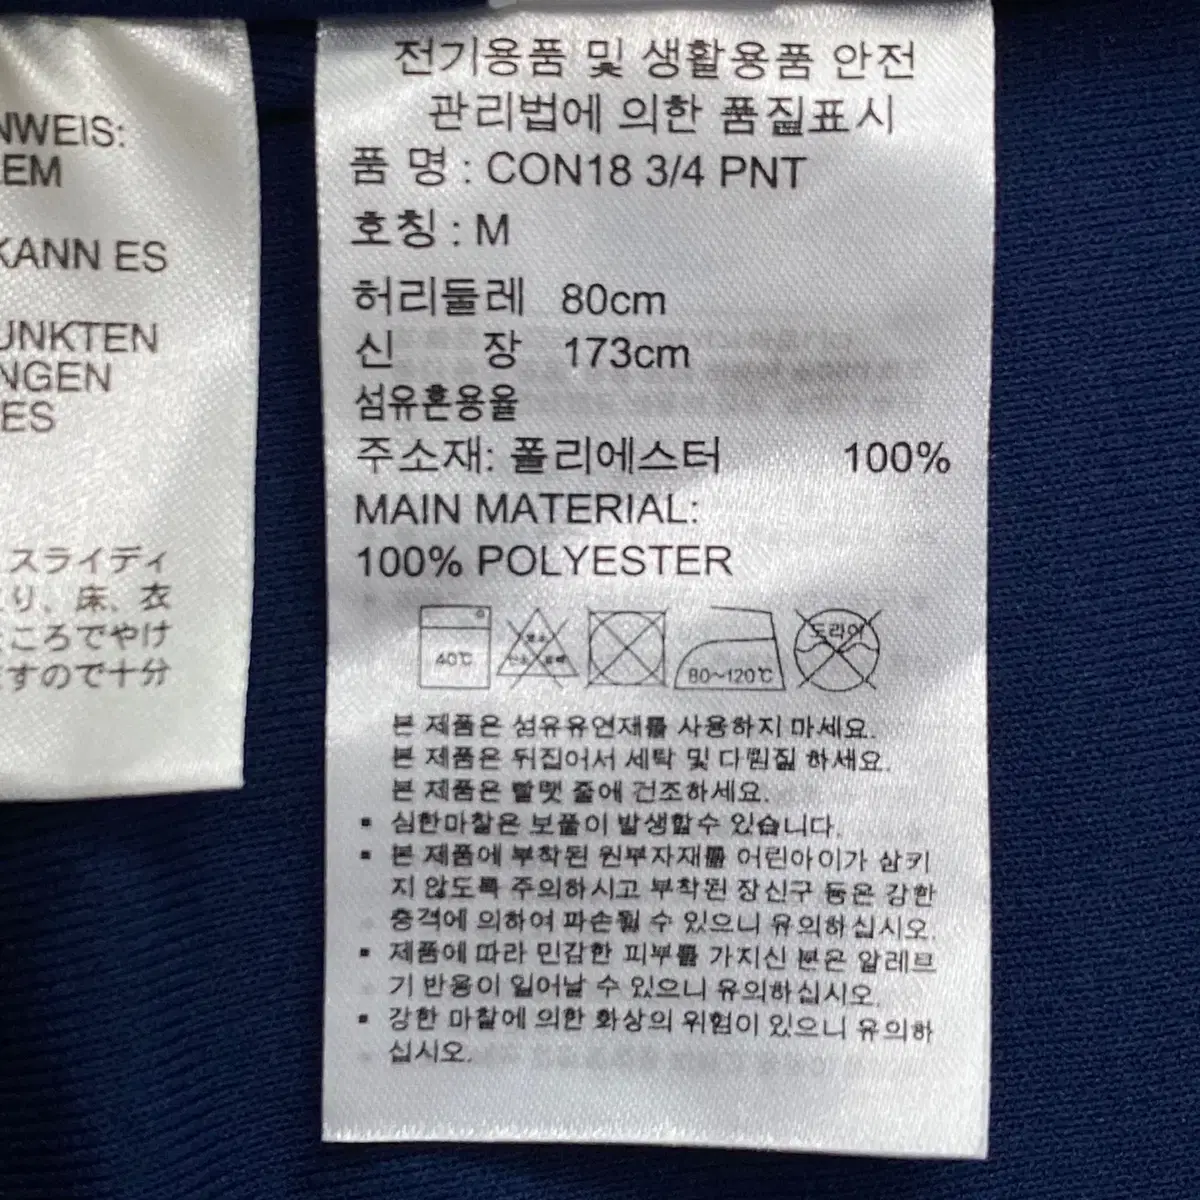 NWEIS:
EM
KANN ES
UNKTEN
NGEN
ES
スライディ
り、床、衣
ころでやけ
すので十分
전기용품 및 생활용품 안전
관리법에 의한 품질표시
품 명 : CON18 3/4 PNT
호칭 : M
허리둘레 80cm
신 장 173cm
섬유혼용율
주소재: 폴리에스터 100%
MAIN MATERIAL:
100% POLYESTER
40℃ 80~120℃ 드라이
본 제품은 섬유유연재를 사용하지 마세요.
본 제품은 뒤집어서 세탁 및 다림질 하세요.
본 제품은 빨랫 줄에 건조하세요.
▪ 심한마찰은 보풀이 발생할수 있습니다.
▪ 본 제품에 부착된 원부자재를 어린아이가 삼키
지 않도록 주의하시고 부착된 장신구 등은 강한
충격에 의하여 파손될 수 있으니 유의하십시오.
▪ 제품에 따라 민감한 피부를 가지신 분은 알레르
기 반응이 일어날 수 있으니 유의하십시오.
▪ 강한 마찰에 의한 화상의 위험이 있으니 유의하
십시오.